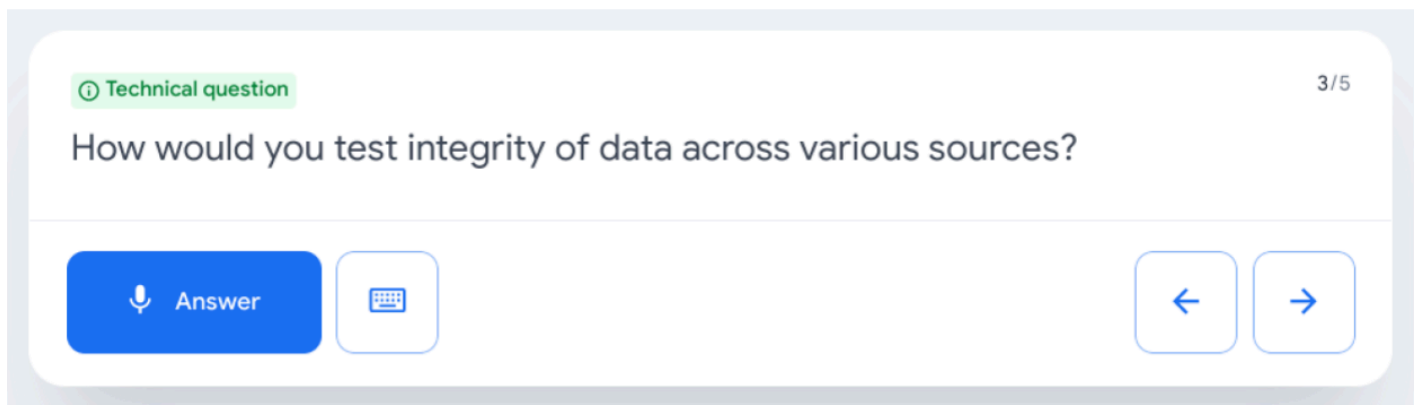 Technical question
3/5
How would you test integrity of data across various sources?
Answer